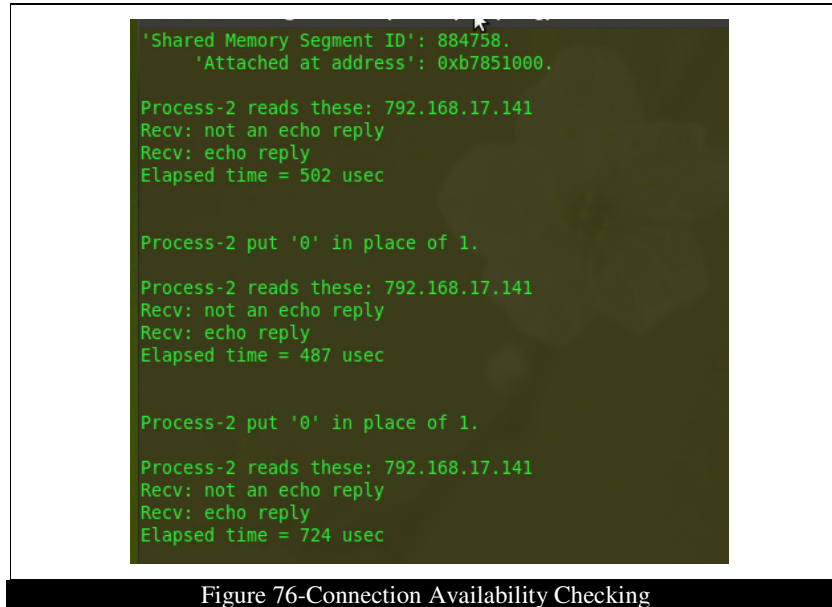 'Shared Memory Segment ID': 884758.
'Attached at address': 0xb7851000.
Process-2 reads these: 792.168.17.141
Recv: not an echo reply
Recv: echo reply
Elapsed time = 502 usec
Process-2 put '0' in place of 1.
Process-2 reads these: 792.168.17.141
Recv: not an echo reply
Recv: echo reply
Elapsed time = 487 usec
Process-2 put '0' in place of 1.
Process-2 reads these: 792.168.17.141
Recv: not an echo reply
Recv: echo reply
Elapsed time = 724 usec
Figure 76-Connection Availability Checking